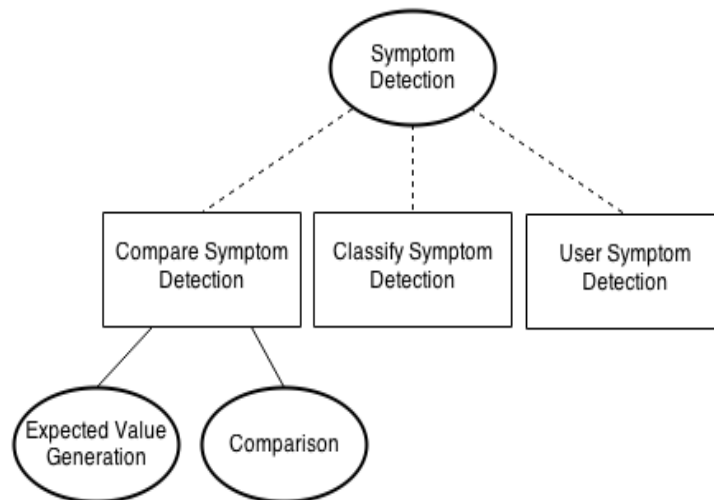 Symptom
Detection
Compare Symptom
Detection
Classify Symptom
Detection
User Symptom
Detection
Expected Value
Generation
Comparison